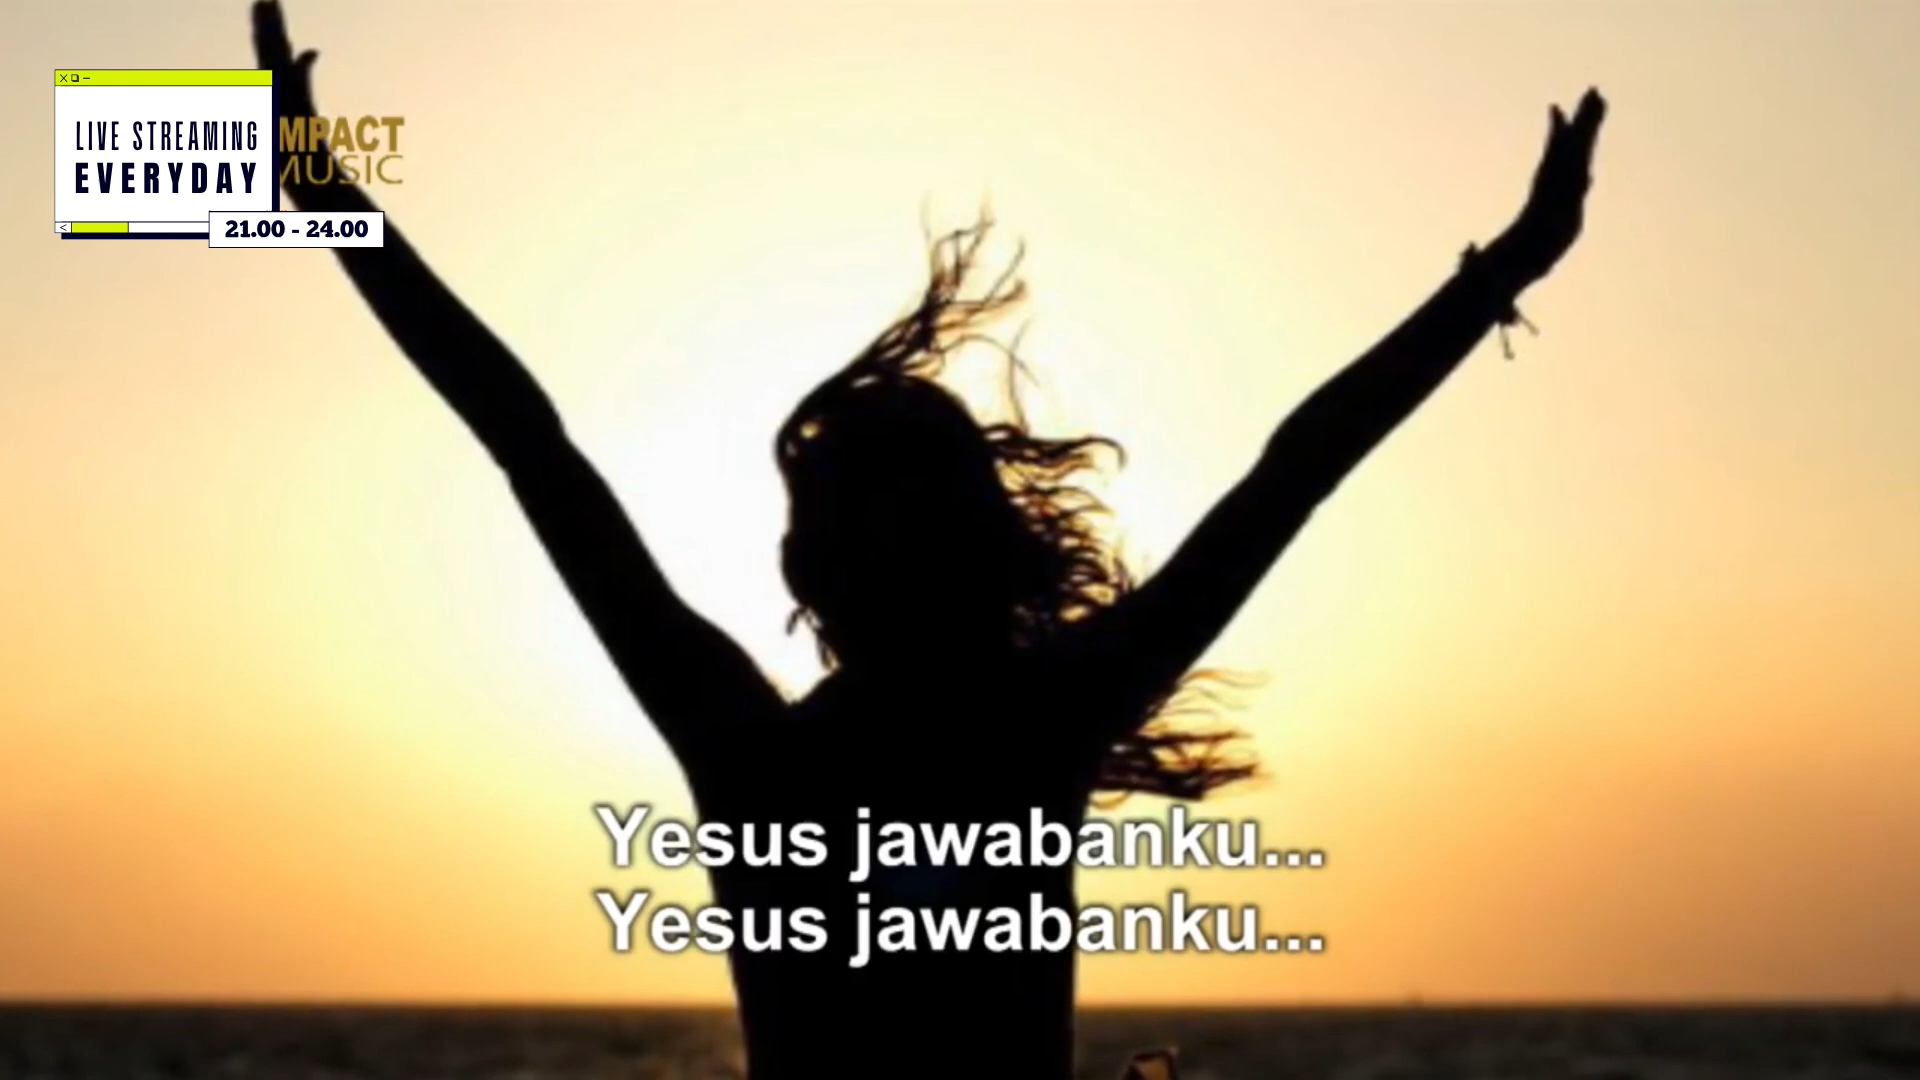 LIVE STREAMING
EVERYDAY
MPACT
MUSIC
21.00 - 24.00
Yesus jawabanku...
Yesus jawabanku...